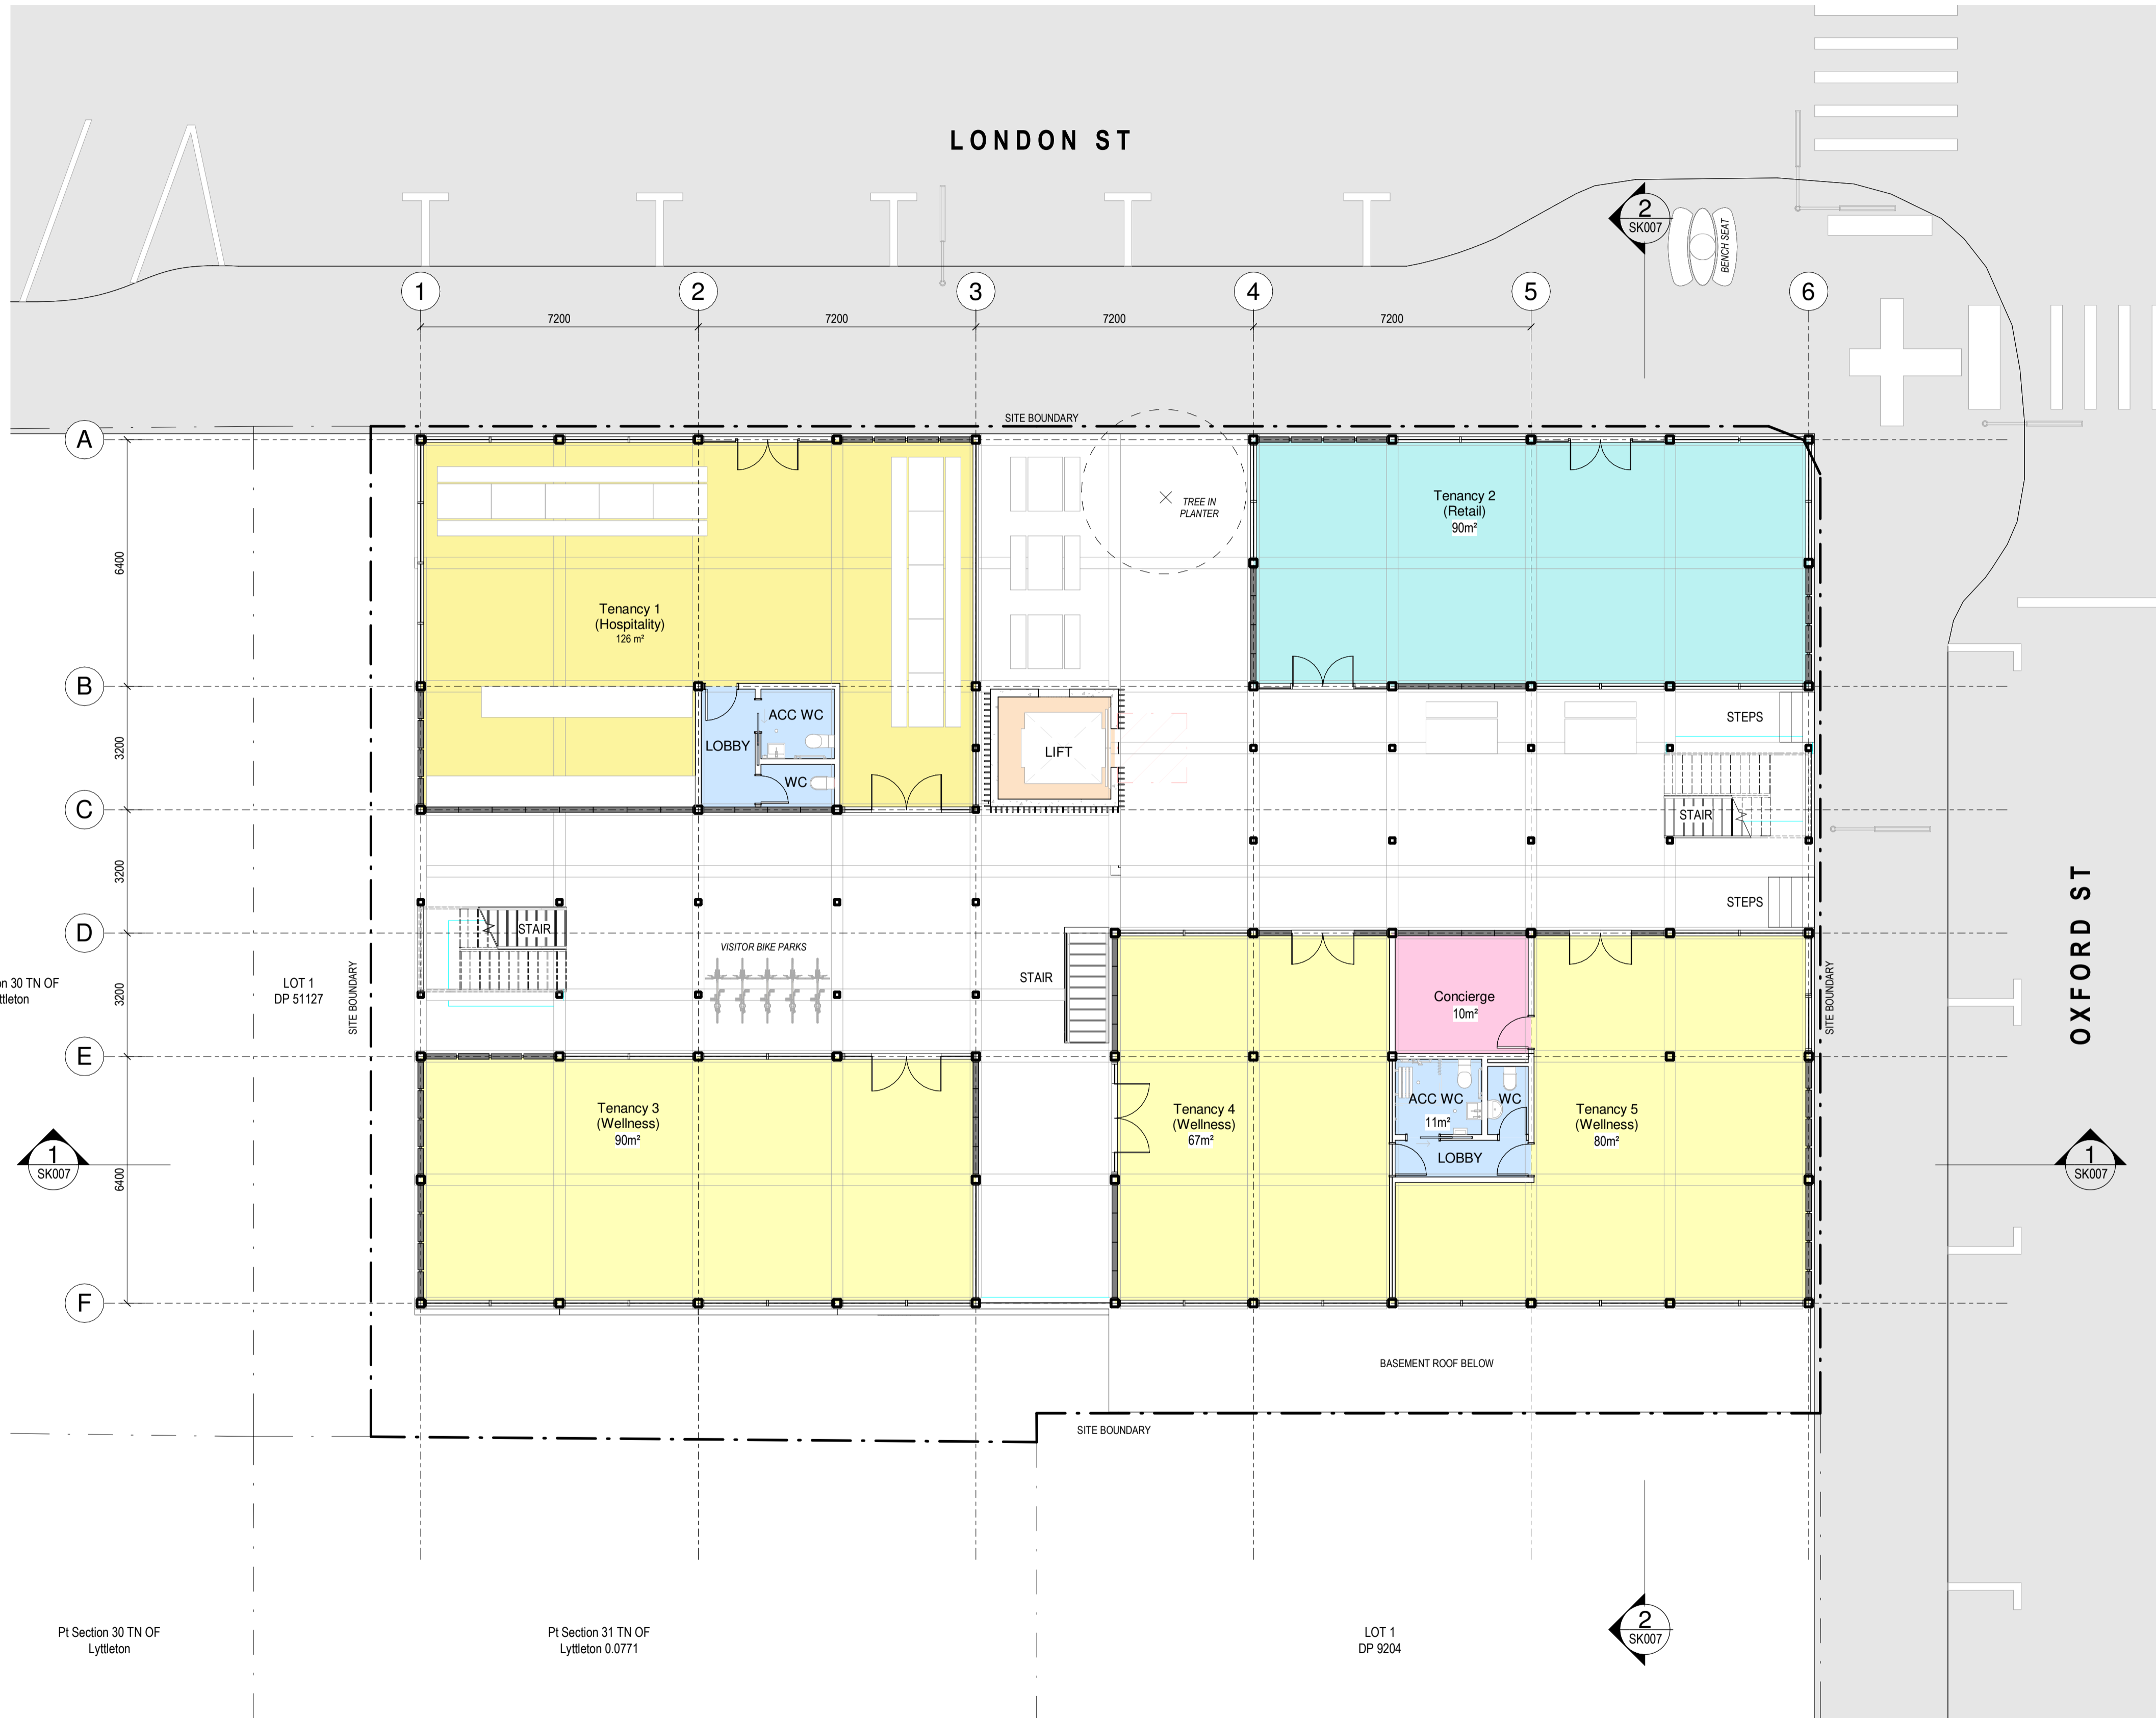 LONDON ST
2
SK007
BENCH SEAT
1
2
3
4
5
6
7200
7200
7200
7200
SITE BOUNDARY
A
TREE IN
PLANTER
Tenancy 2
(Retail)
90m²
6400
Tenancy 1
(Hospitality)
126 m²
B
ACC WC
STEPS
LOBBY
LIFT
3200
WC
C
STAIR
3200
OXFORD ST
STEPS
D
STAIR
VISITOR BIKE PARKS
STAIR
on 30 TN OF
ttleton
LOT 1
DP 51127
SITE BOUNDARY
3200
Concierge
10m²
SITE BOUNDARY
E
Tenancy 3
(Wellness)
90m²
Tenancy 4
(Wellness)
67m²
ACC WC
11m²
WC
LOBBY
Tenancy 5
(Wellness)
80m²
1
SK007
6400
1
SK007
F
BASEMENT ROOF BELOW
SITE BOUNDARY
Pt Section 30 TN OF
Lyttleton
Pt Section 31 TN OF
Lyttleton 0.0771
LOT 1
DP 9204
2
SK007